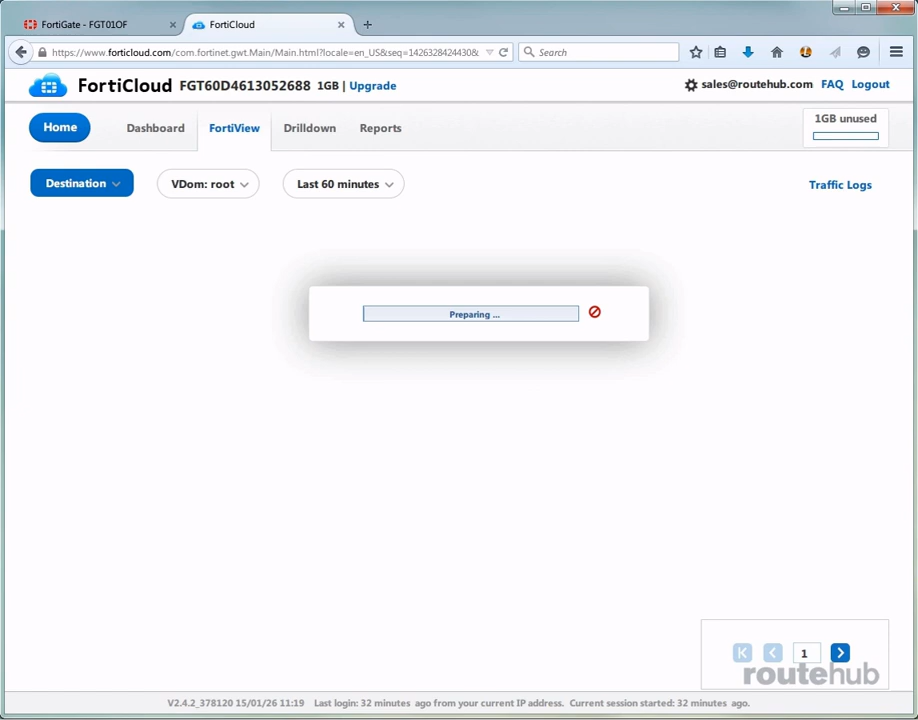 FortiGate - FGT01OF
FortiCloud
https://www.forticloud.com/com.fortinet.gwt.Main/Main.html?locale=en_US&seq=1426328424430&
Search
FortiCloud FGT60D4613052688 1GB | Upgrade
sales@routehub.com FAQ Logout
Home Dashboard FortiView Drilldown Reports
1GB unused
Destination VDom: root Last 60 minutes
Traffic Logs
Preparing ...
1
routehub
V2.4.2_378120 15/01/26 11:19 Last login: 32 minutes ago from your current IP address. Current session started: 32 minutes ago.